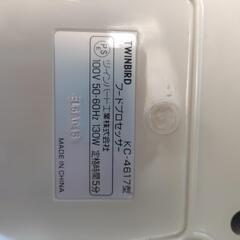 TWINBIRD
フードプロセッサー KC-4617型
PSE
ツインバード工業株式会社
100V 50-60Hz 130W 定格時間5分
MADE IN CHINA